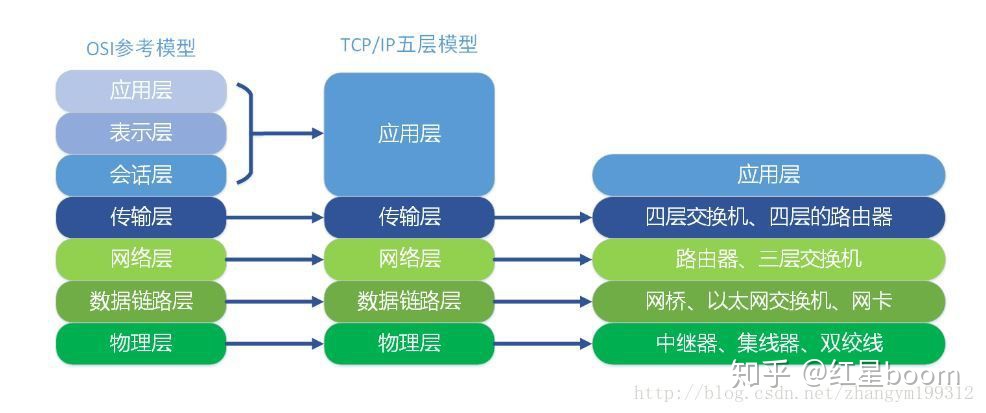 OSI参考模型
TCP/IP五层模型
应用层
表示层
会话层
传输层
网络层
数据链路层
物理层
应用层
传输层
网络层
数据链路层
物理层
应用层
四层交换机、四层的路由器
路由器、三层交换机
网桥、以太网交换机、网卡
中继器、集线器、双绞线
知乎 @红星boom
http://blog.csdn.net/zhangym199312